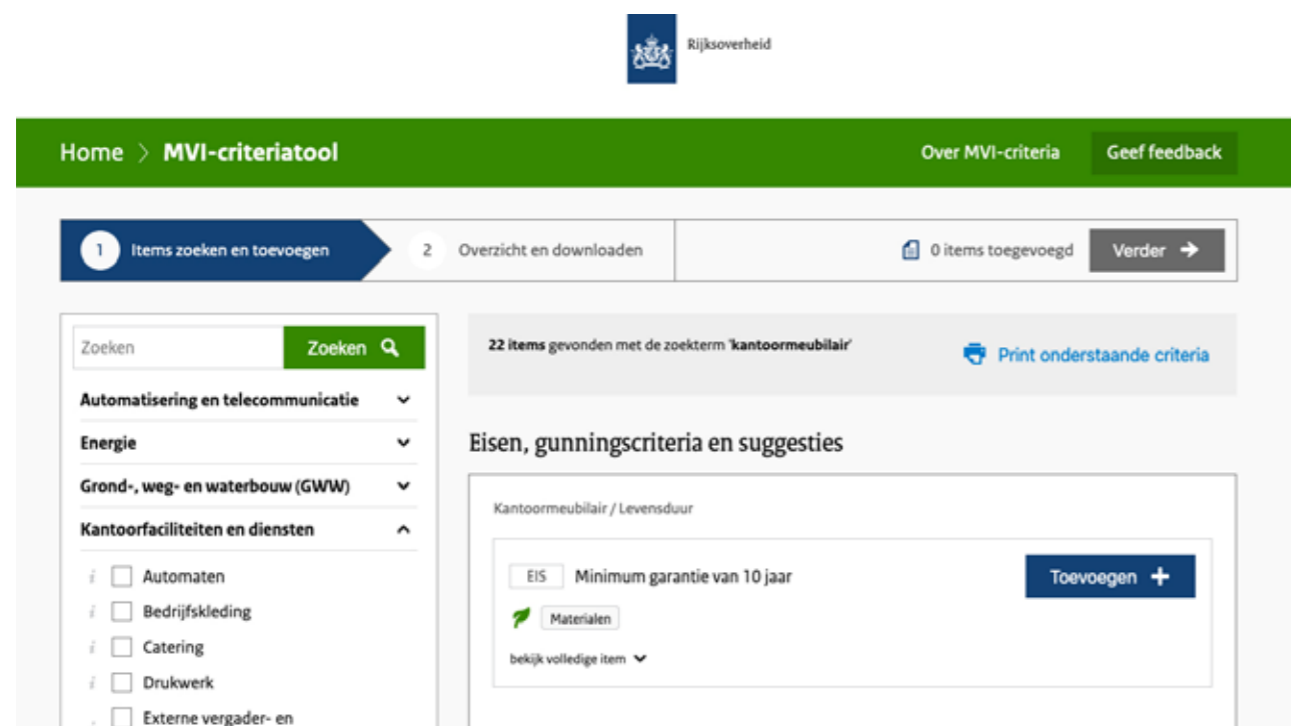 Rijksoverheid
Home > MVI-criteriatool
Over MVI-criteria
Geef feedback
1 Items zoeken en toevoegen
2 Overzicht en downloaden
0 items toegevoegd
Verder →
Zoeken
Zoeken
Automatisering en telecommunicatie
Energie
Grond-, weg- en waterbouw (GWW)
Kantoorfaciliteiten en diensten
i Automaten
i Bedrijfskleding
i Catering
i Drukwerk
Externe vergader- en
22 items gevonden met de zoekterm 'kantoormeubilair'
Print onderstaande criteria
Eisen, gunningscriteria en suggesties
Kantoormeubilair / Levensduur
EIS Minimum garantie van 10 jaar
Toevoegen +
Materialen
bekijk volledige item